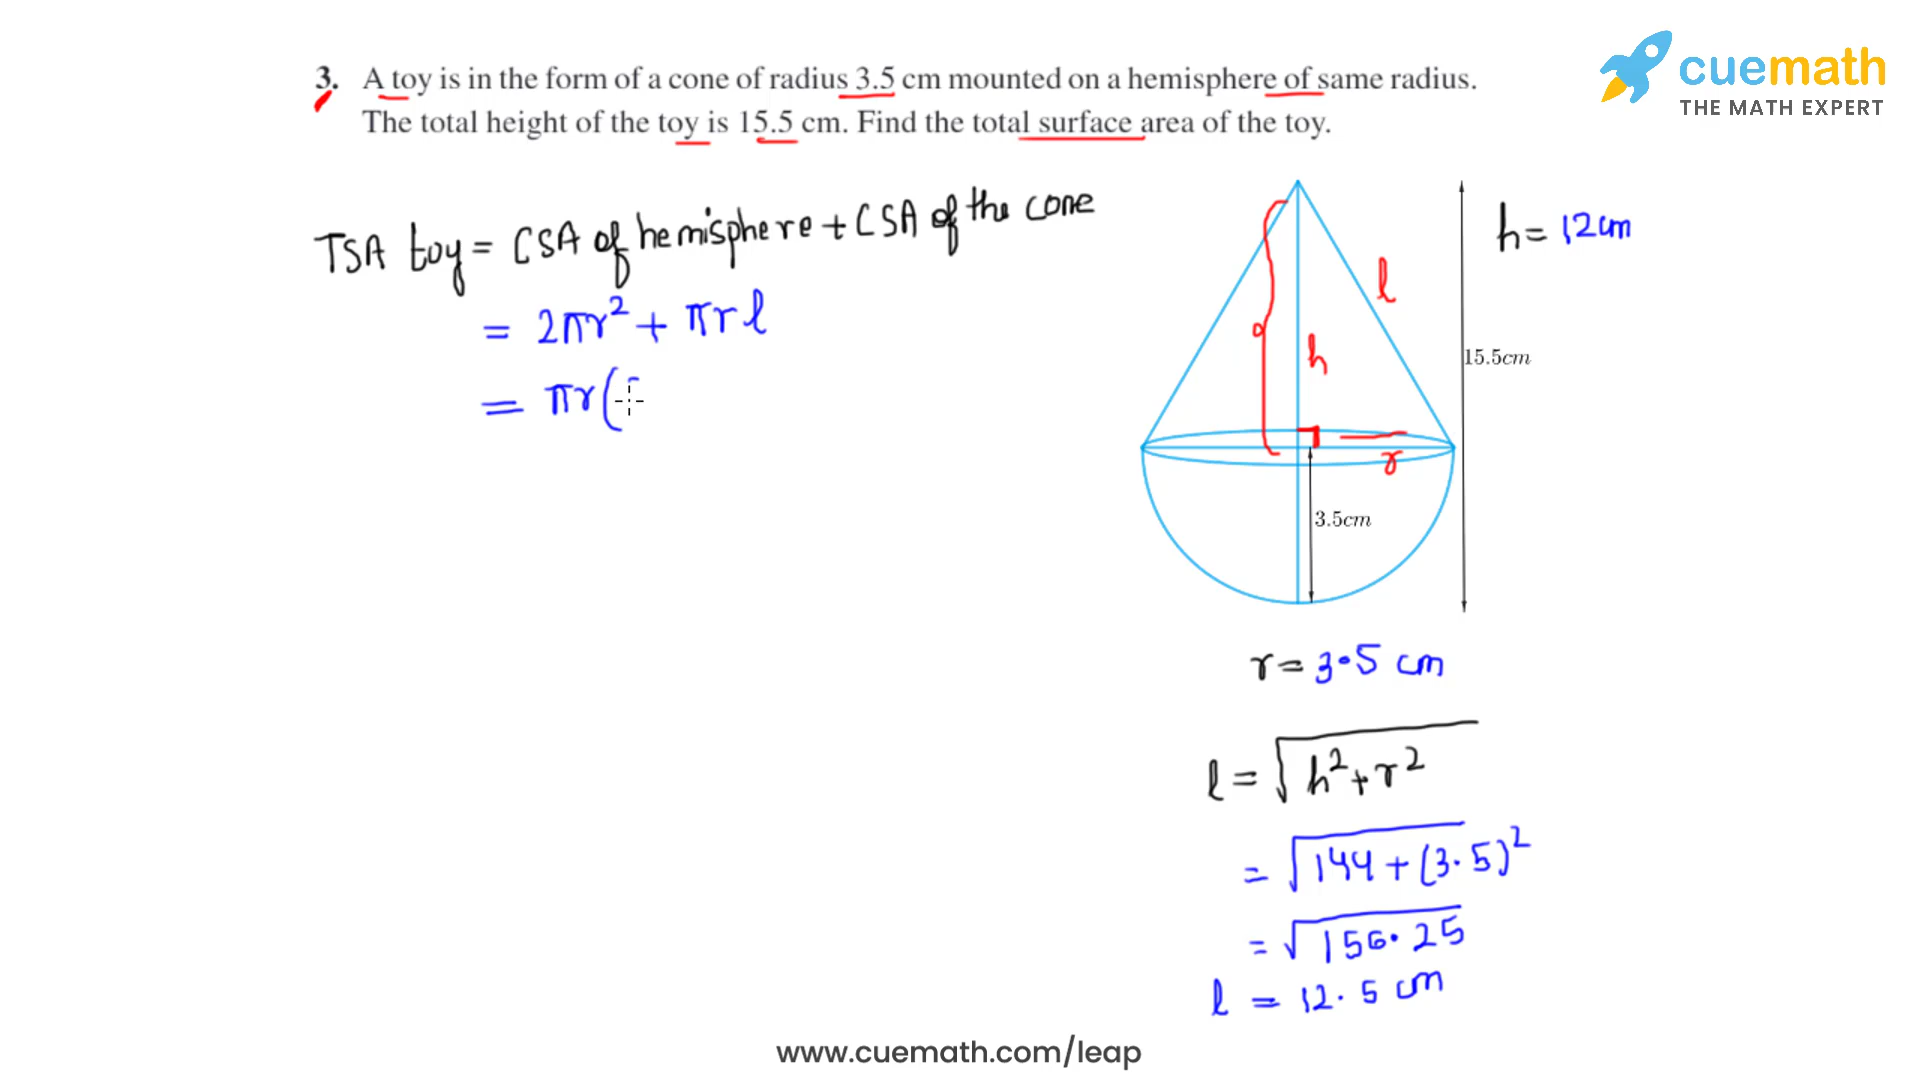 3. A toy is in the form of a cone of radius 3.5 cm mounted on a hemisphere of same radius.
The total height of the toy is 15.5 cm. Find the total surface area of the toy.
cuemath
THE MATH EXPERT
TSA toy = CSA of hemisphere + CSA of the cone
= 2πr² + πrl
= πr(
h = 12cm
l
h
15.5cm
r
3.5cm
r = 3.5 cm
l = √h²+r²
= √144+(3.5)²
= √156.25
l = 12.5 cm
www.cuemath.com/leap